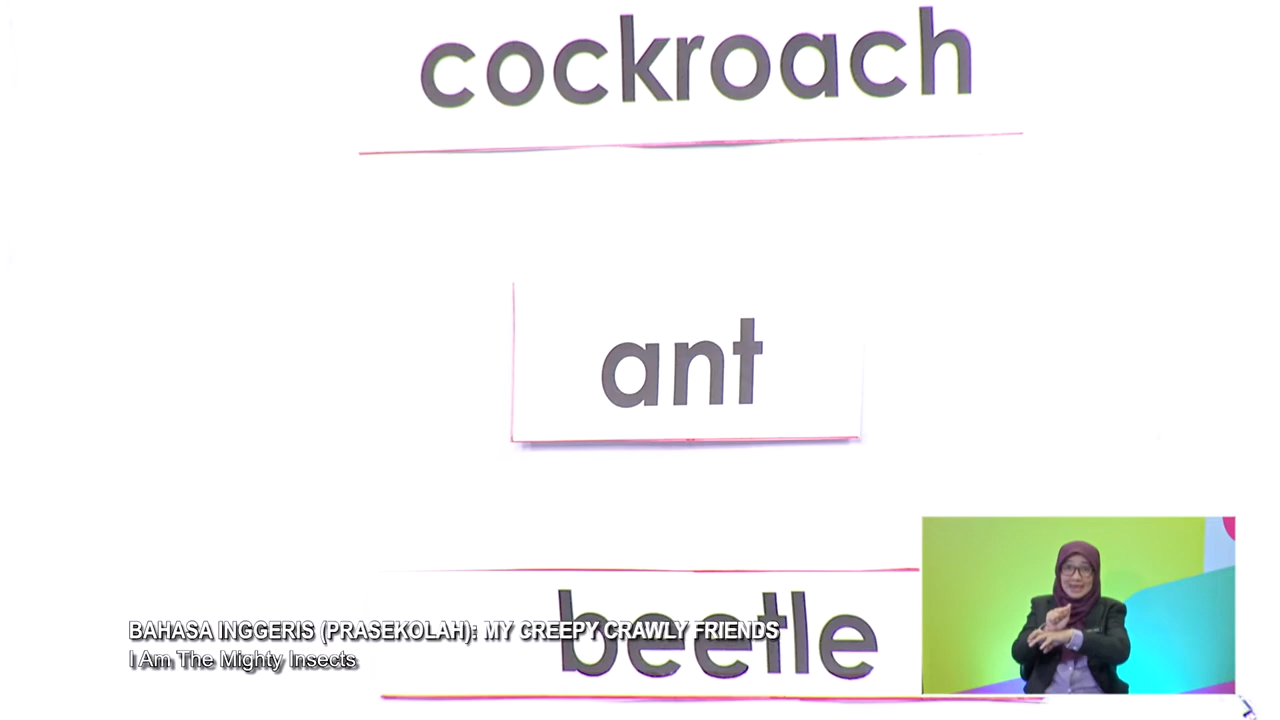 cockroach
ant
beetle
BAHASA INGGERIS (PRASEKOLAH): MY CREEPY CRAWLY FRIENDS
I Am The Mighty Insects